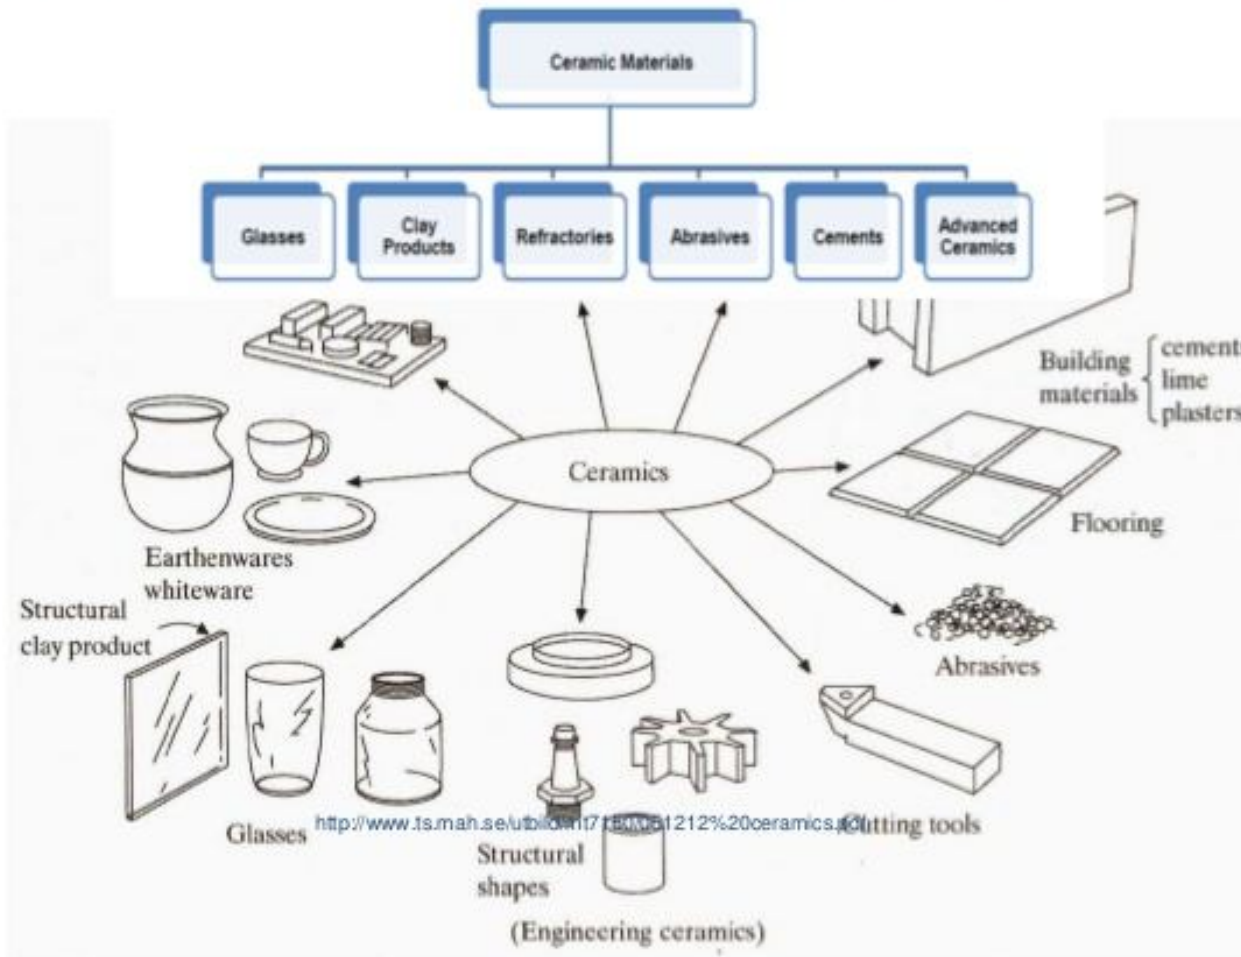 Ceramic Materials
Glasses
Clay
Products
Refractories
Abrasives
Cements
Advanced
Ceramics
Building
materials
cements
lime
plasters
Ceramics
Flooring
Earthenwares
whiteware
Structural
clay product
Abrasives
Glasses
Cutting tools
Structural
shapes
(Engineering ceramics)